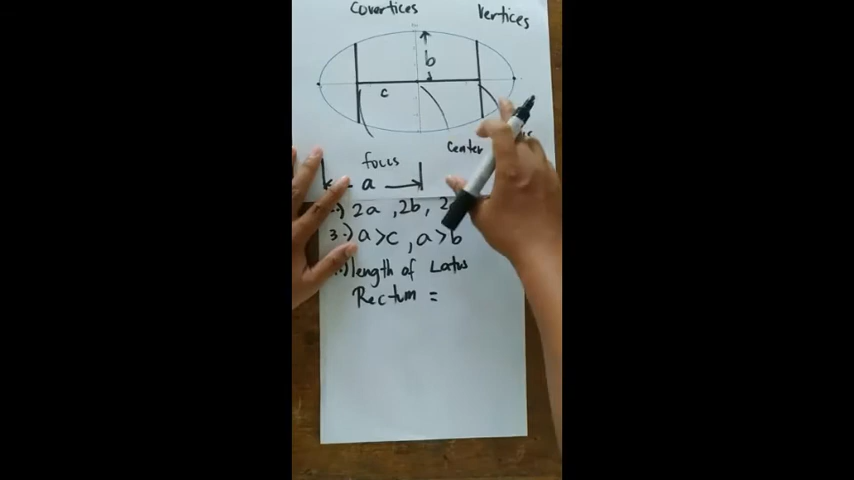 Covertices
Vertices
b
c
center
focus
a
2a , 2b , 2
3.) a>c , a>b
length of Latus
Rectum =